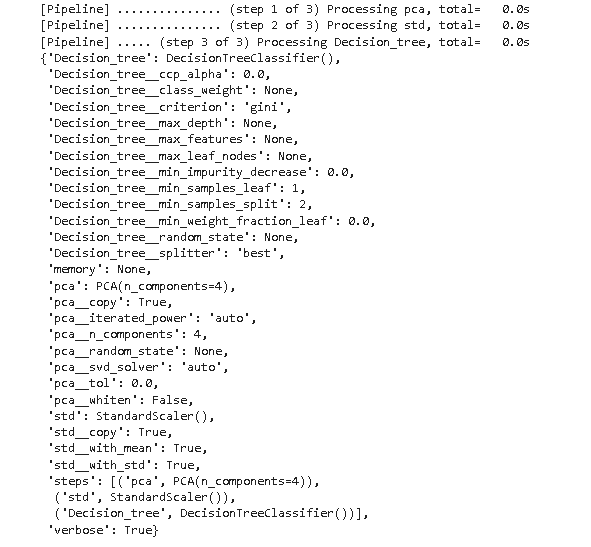 [Pipeline] ............... (step 1 of 3) Processing pca, total=   0.0s
[Pipeline] ............... (step 2 of 3) Processing std, total=   0.0s
[Pipeline] ..... (step 3 of 3) Processing Decision_tree, total=   0.0s
{'Decision_tree': DecisionTreeClassifier(),
 'Decision_tree__ccp_alpha': 0.0,
 'Decision_tree__class_weight': None,
 'Decision_tree__criterion': 'gini',
 'Decision_tree__max_depth': None,
 'Decision_tree__max_features': None,
 'Decision_tree__max_leaf_nodes': None,
 'Decision_tree__min_impurity_decrease': 0.0,
 'Decision_tree__min_samples_leaf': 1,
 'Decision_tree__min_samples_split': 2,
 'Decision_tree__min_weight_fraction_leaf': 0.0,
 'Decision_tree__random_state': None,
 'Decision_tree__splitter': 'best',
 'memory': None,
 'pca': PCA(n_components=4),
 'pca__copy': True,
 'pca__iterated_power': 'auto',
 'pca__n_components': 4,
 'pca__random_state': None,
 'pca__svd_solver': 'auto',
 'pca__tol': 0.0,
 'pca__whiten': False,
 'std': StandardScaler(),
 'std__copy': True,
 'std__with_mean': True,
 'std__with_std': True,
 'steps': [('pca', PCA(n_components=4)),
  ('std', StandardScaler()),
  ('Decision_tree', DecisionTreeClassifier())],
 'verbose': True}